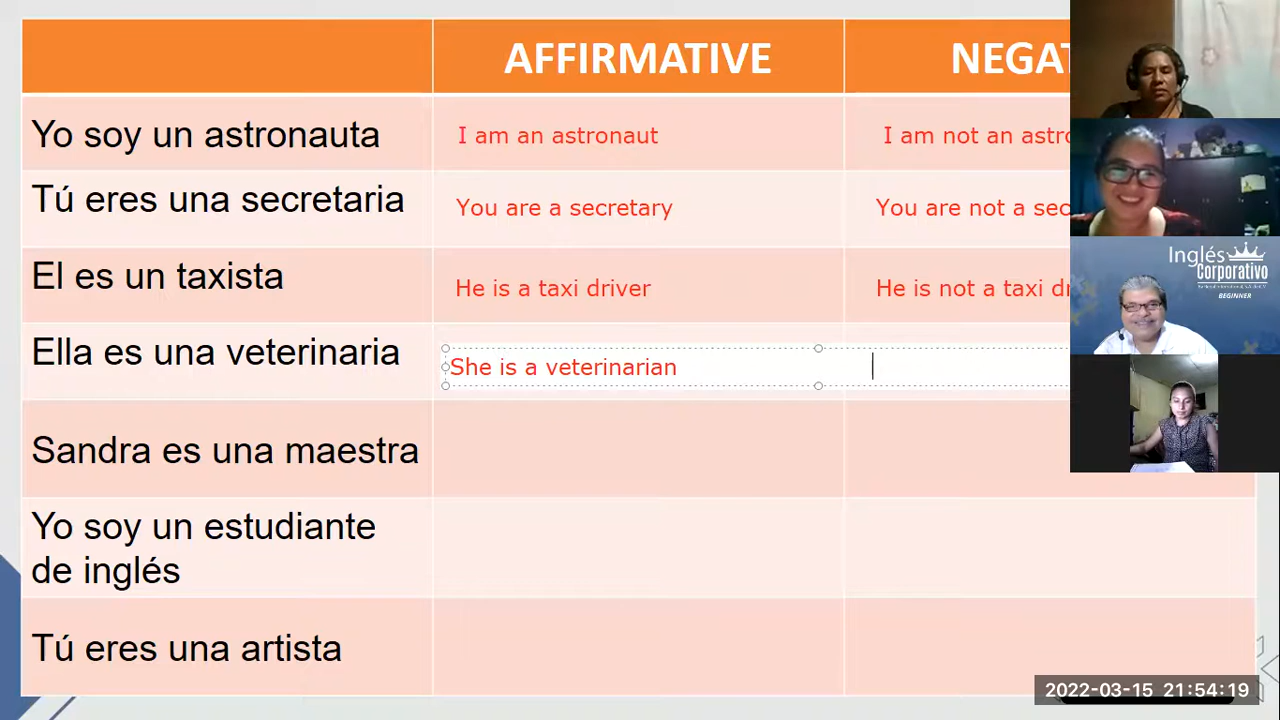 AFFIRMATIVE NEGAT
Yo soy un astronauta I am an astronaut I am not an astro
Tú eres una secretaria You are a secretary You are not a sec
El es un taxista He is a taxi driver He is not a taxi dr
Ella es una veterinaria She is a veterinarian
Sandra es una maestra
Yo soy un estudiante
de inglés
Tú eres una artista
Inglés
Corporativo
BEGINNER
2022-03-15 21:54:19